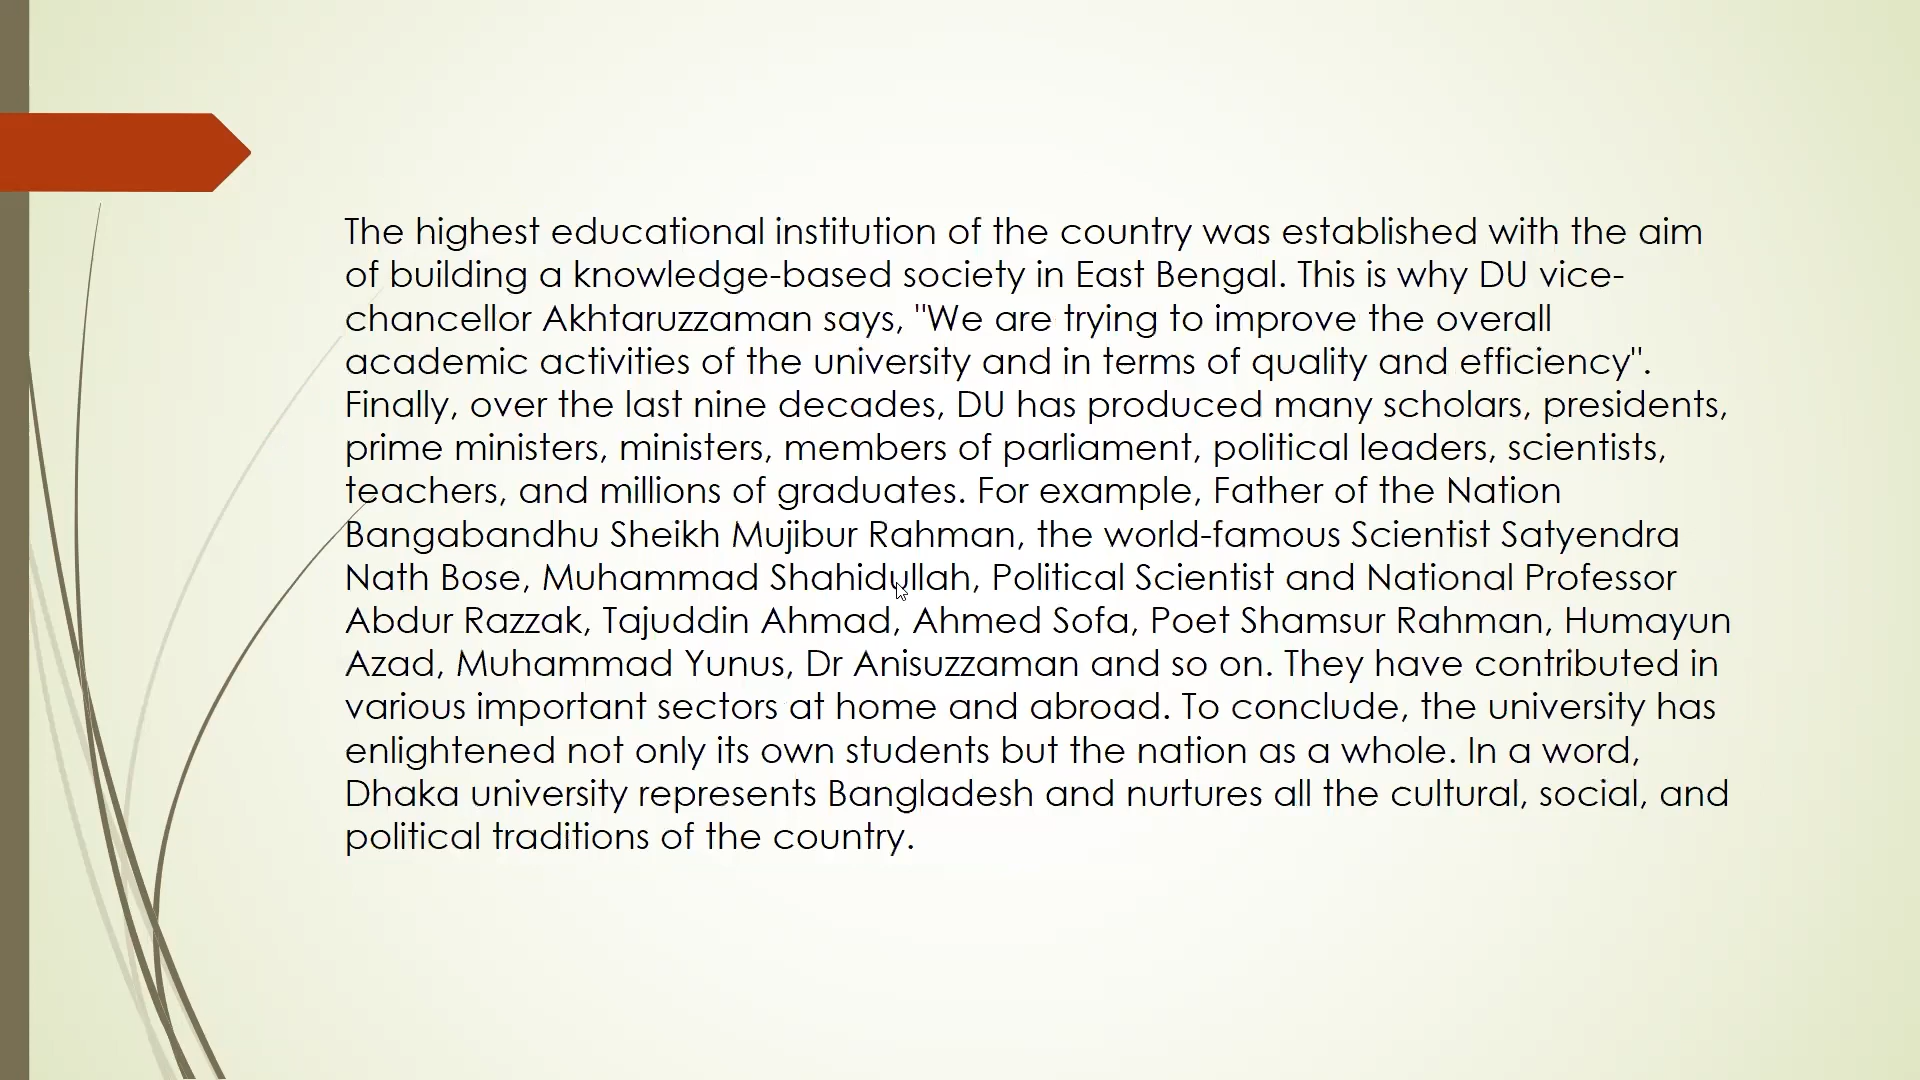 The highest educational institution of the country was established with the aim
of building a knowledge-based society in East Bengal. This is why DU vice-
chancellor Akhtaruzzaman says, "We are trying to improve the overall
academic activities of the university and in terms of quality and efficiency".
Finally, over the last nine decades, DU has produced many scholars, presidents,
prime ministers, ministers, members of parliament, political leaders, scientists,
teachers, and millions of graduates. For example, Father of the Nation
Bangabandhu Sheikh Mujibur Rahman, the world-famous Scientist Satyendra
Nath Bose, Muhammad Shahidullah, Political Scientist and National Professor
Abdur Razzak, Tajuddin Ahmad, Ahmed Sofa, Poet Shamsur Rahman, Humayun
Azad, Muhammad Yunus, Dr Anisuzzaman and so on. They have contributed in
various important sectors at home and abroad. To conclude, the university has
enlightened not only its own students but the nation as a whole. In a word,
Dhaka university represents Bangladesh and nurtures all the cultural, social, and
political traditions of the country.